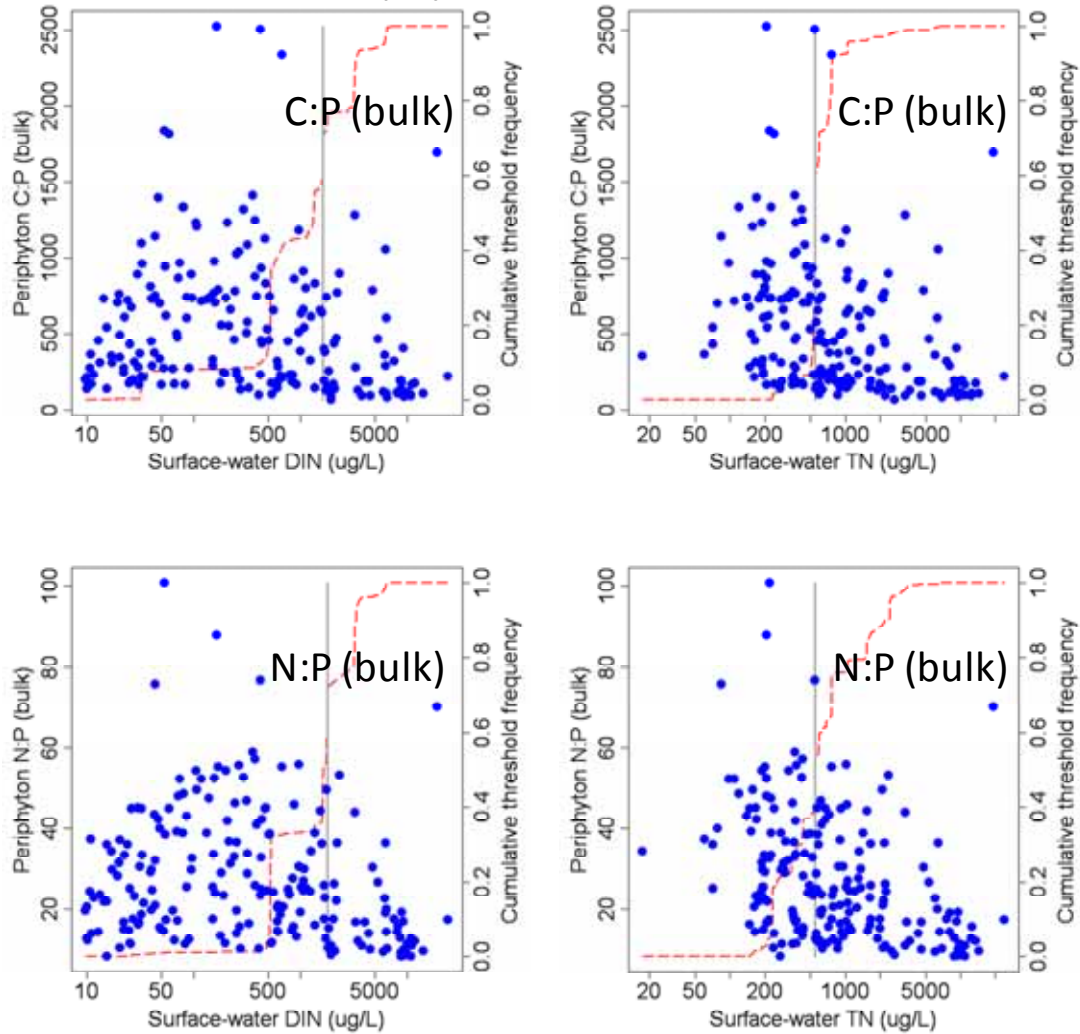 2500
2000
1500
1000
500
0
Periphyton C:P (bulk)
C:P (bulk)
1.0
0.8
0.6
0.4
0.2
0.0
Cumulative threshold frequency
10 50 500 5000
Surface-water DIN (ug/L)
2500
2000
1500
1000
500
0
Periphyton C:P (bulk)
C:P (bulk)
1.0
0.8
0.6
0.4
0.2
0.0
Cumulative threshold frequency
20 50 200 1000 5000
Surface-water TN (ug/L)
100
80
60
40
20
Periphyton N:P (bulk)
N:P (bulk)
1.0
0.8
0.6
0.4
0.2
0.0
Cumulative threshold frequency
10 50 500 5000
Surface-water DIN (ug/L)
100
80
60
40
20
Periphyton N:P (bulk)
N:P (bulk)
1.0
0.8
0.6
0.4
0.2
0.0
Cumulative threshold frequency
20 50 200 1000 5000
Surface-water TN (ug/L)